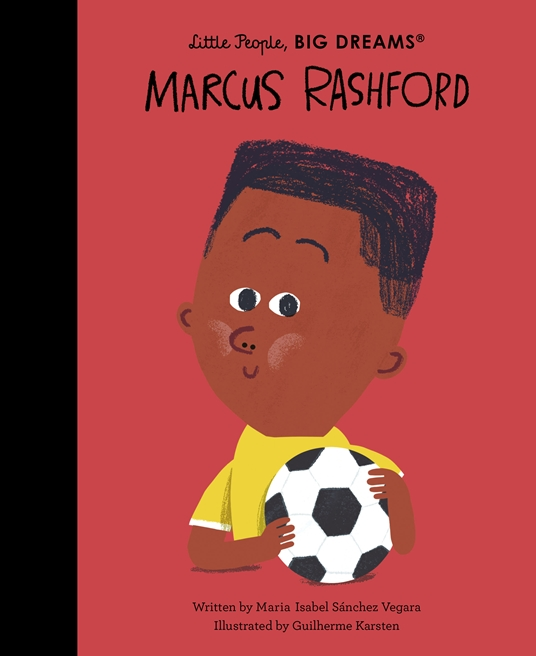 Little People, BIG DREAMS®
MARCUS RASHFORD
Written by Maria Isabel Sánchez Vegara
Illustrated by Guilherme Karsten